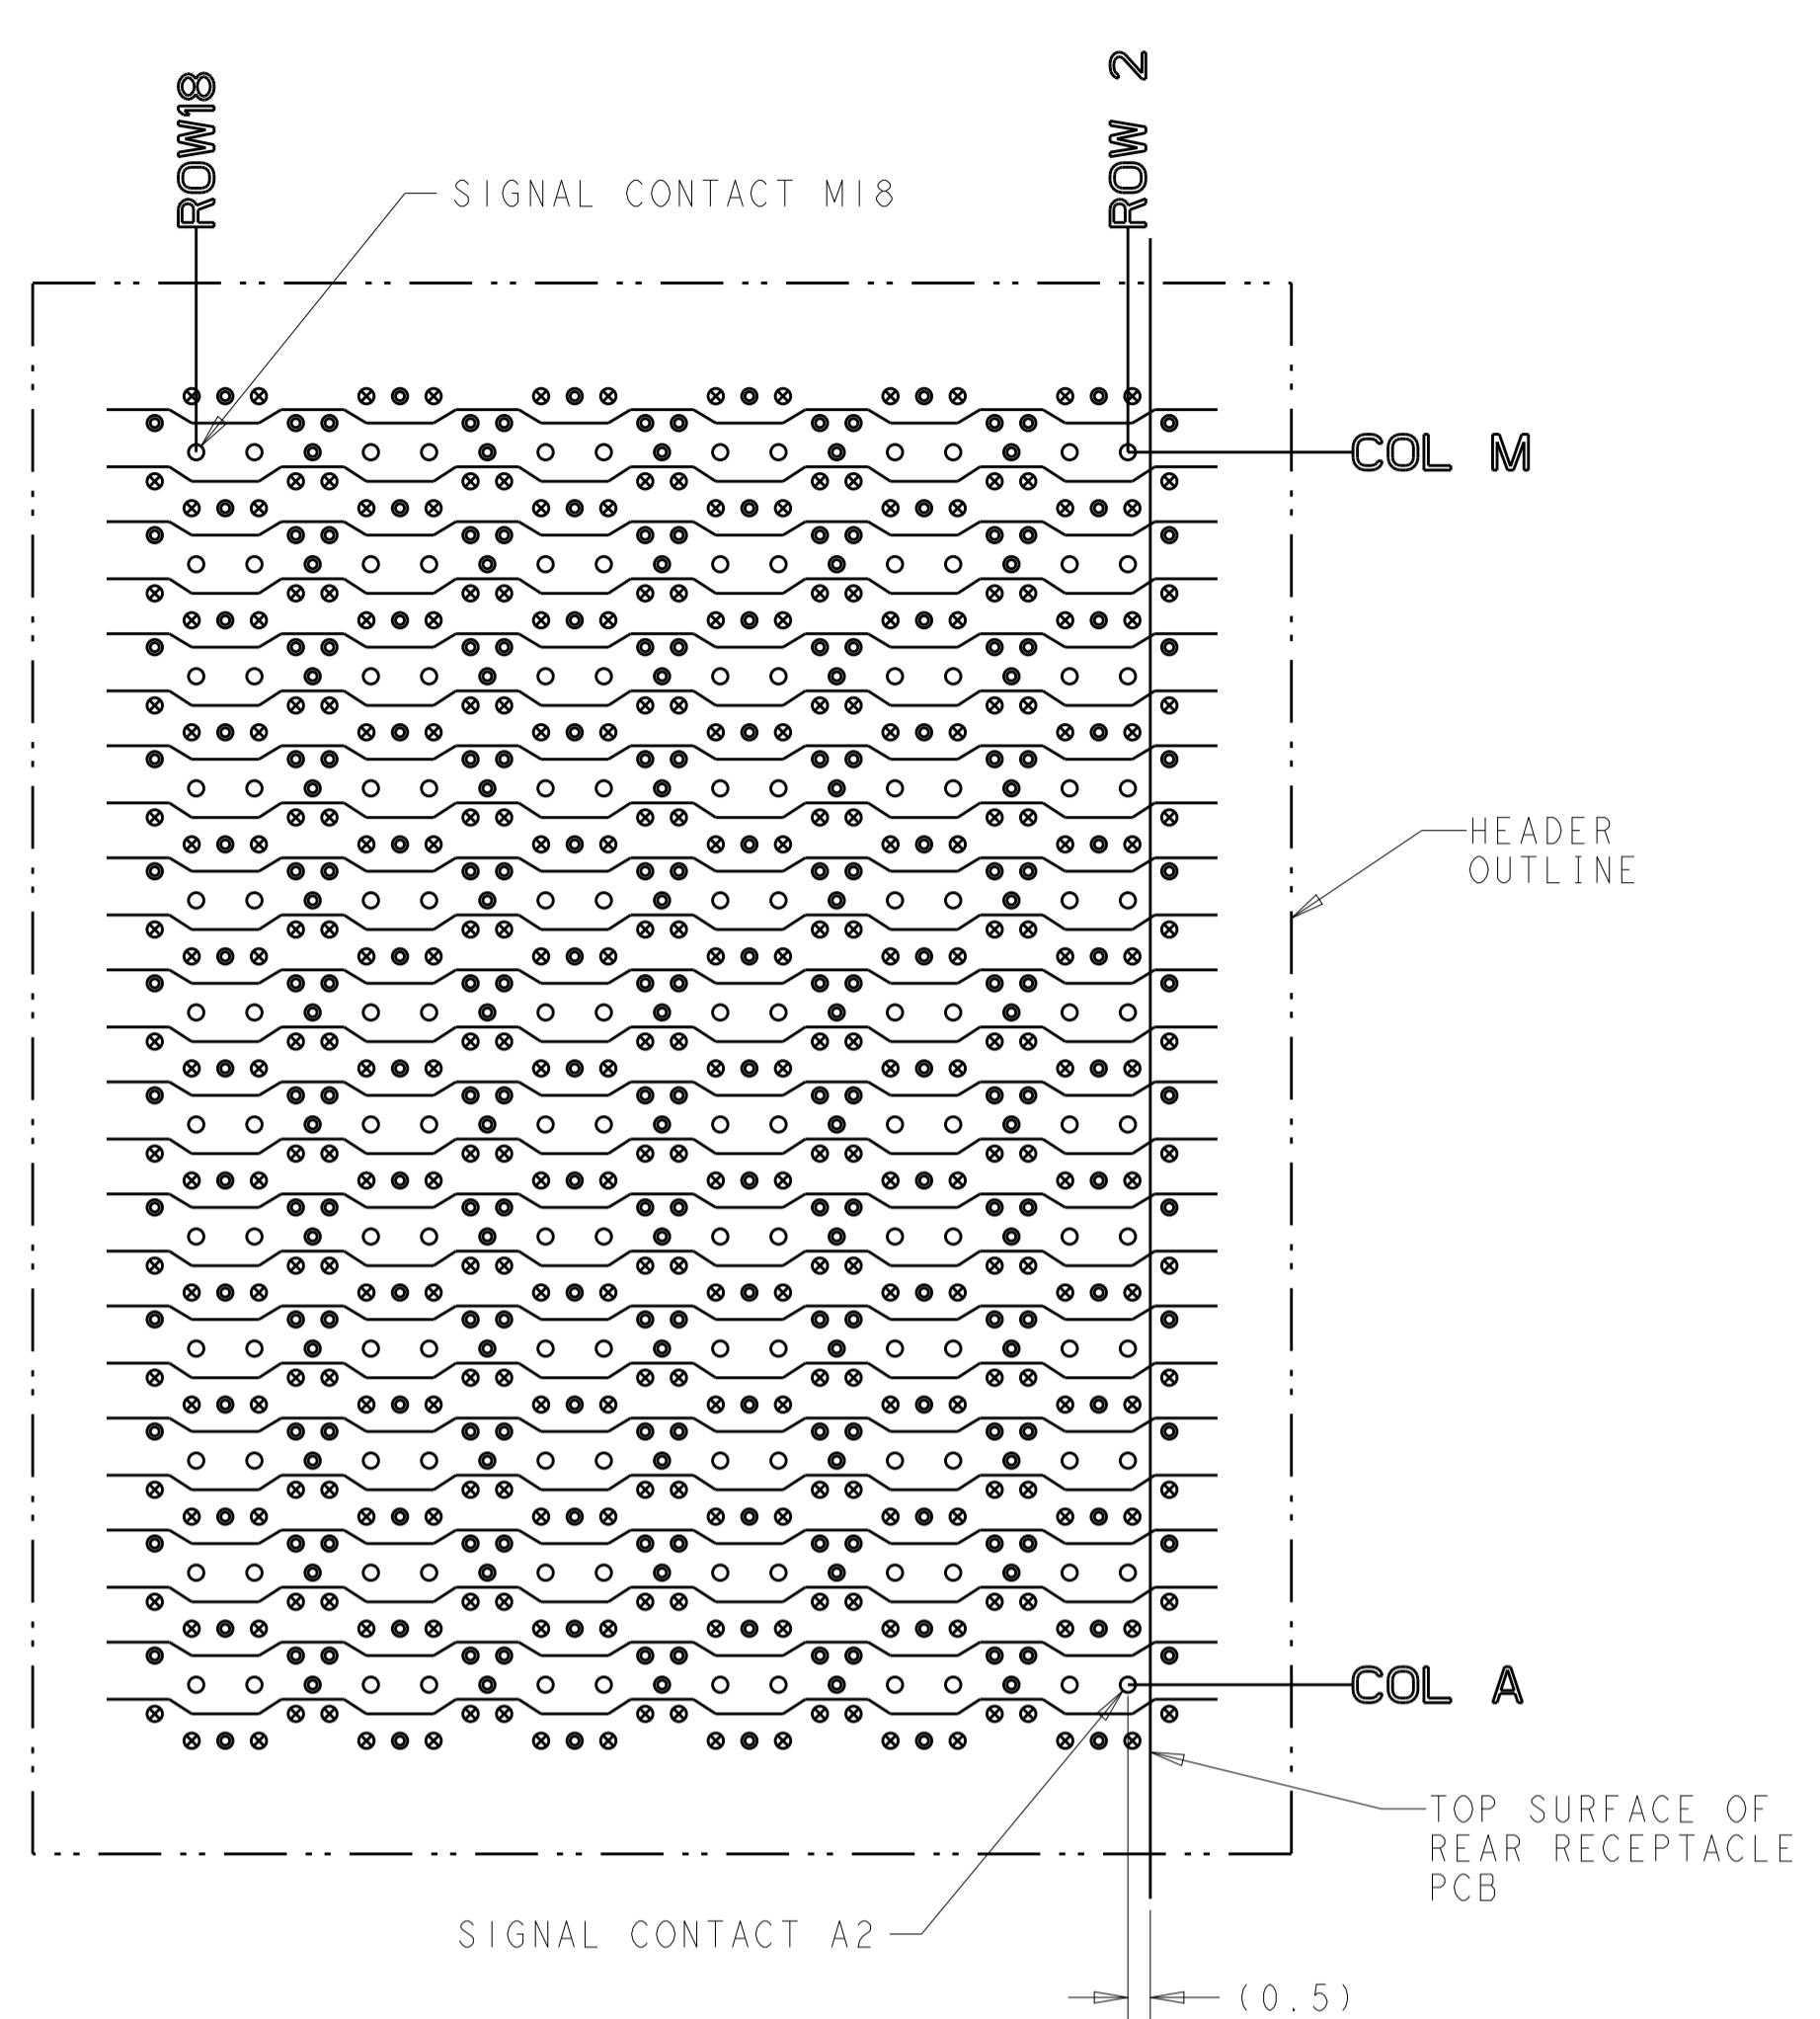 ROW18
ROW 2
SIGNAL CONTACT M18
COL M
HEADER
OUTLINE
COL A
TOP SURFACE OF
REAR RECEPTACLE
PCB
SIGNAL CONTACT A2
(0.5)